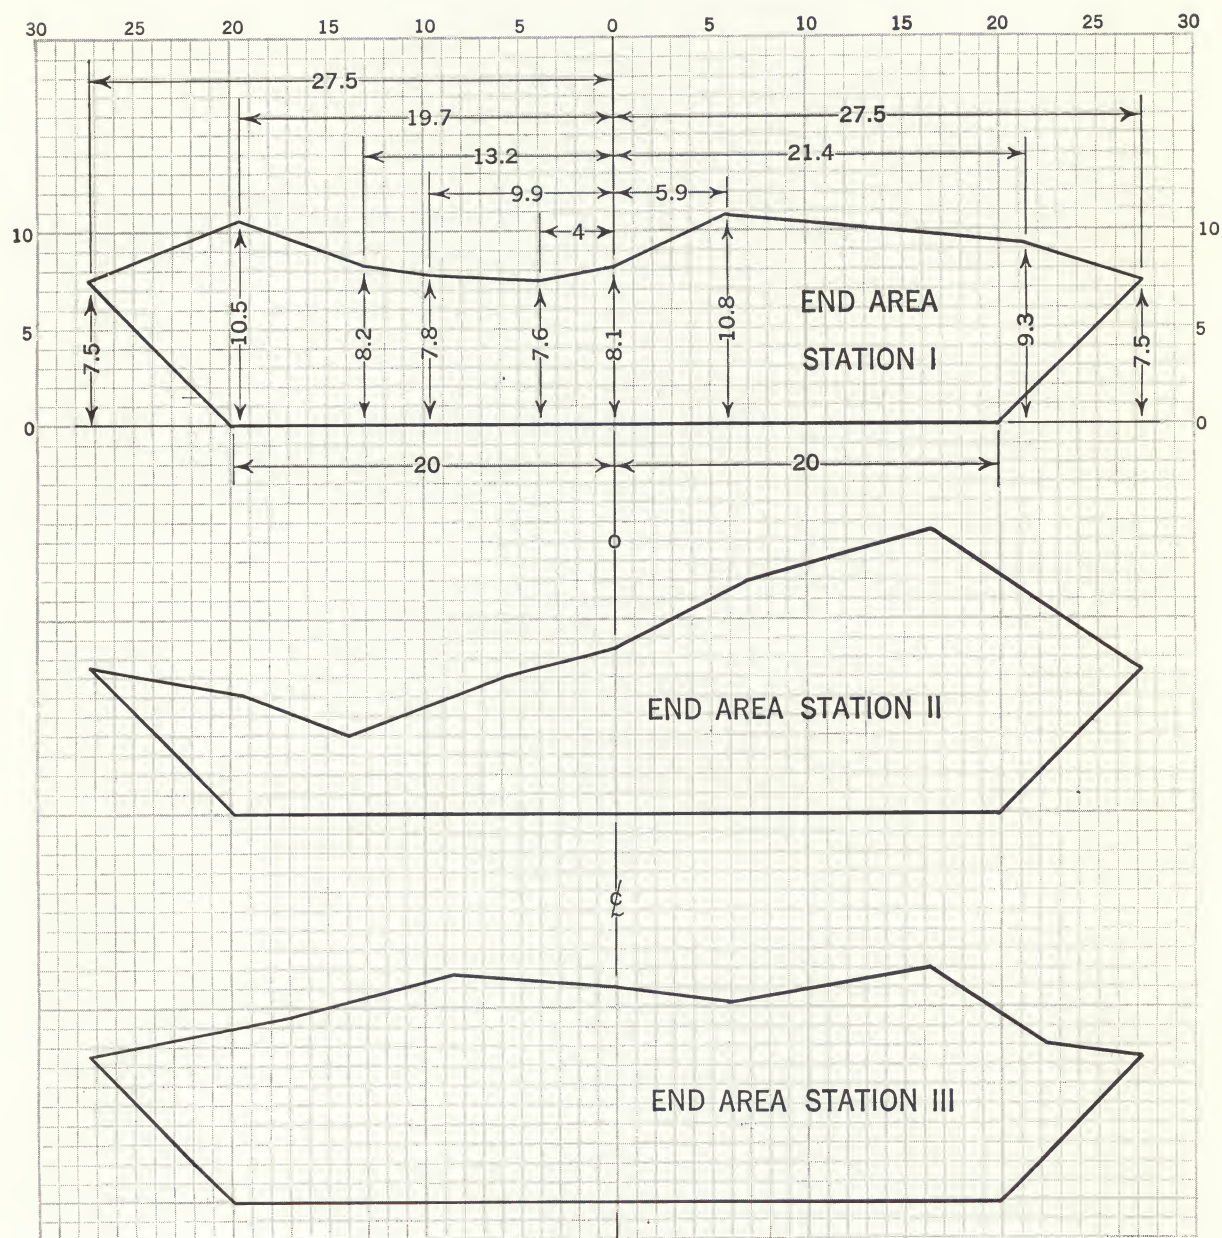 30 25 20 15 10 5 0 5 10 15 20 25 30
27.5
19.7 27.5
13.2 21.4
9.9 5.9
10 4 10
END AREA
STATION I
5 7.5 10.5 8.2 7.8 7.6 8.1 10.8 9.3 7.5 5
0 0
20 20
0
END AREA STATION II
℄
END AREA STATION III